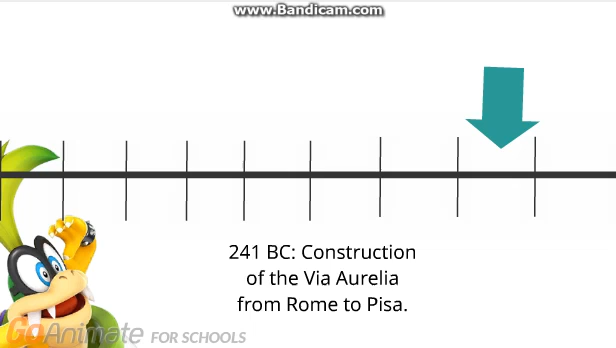 www.Bandicam.com
241 BC: Construction
of the Via Aurelia
from Rome to Pisa.
GoAnimate FOR SCHOOLS